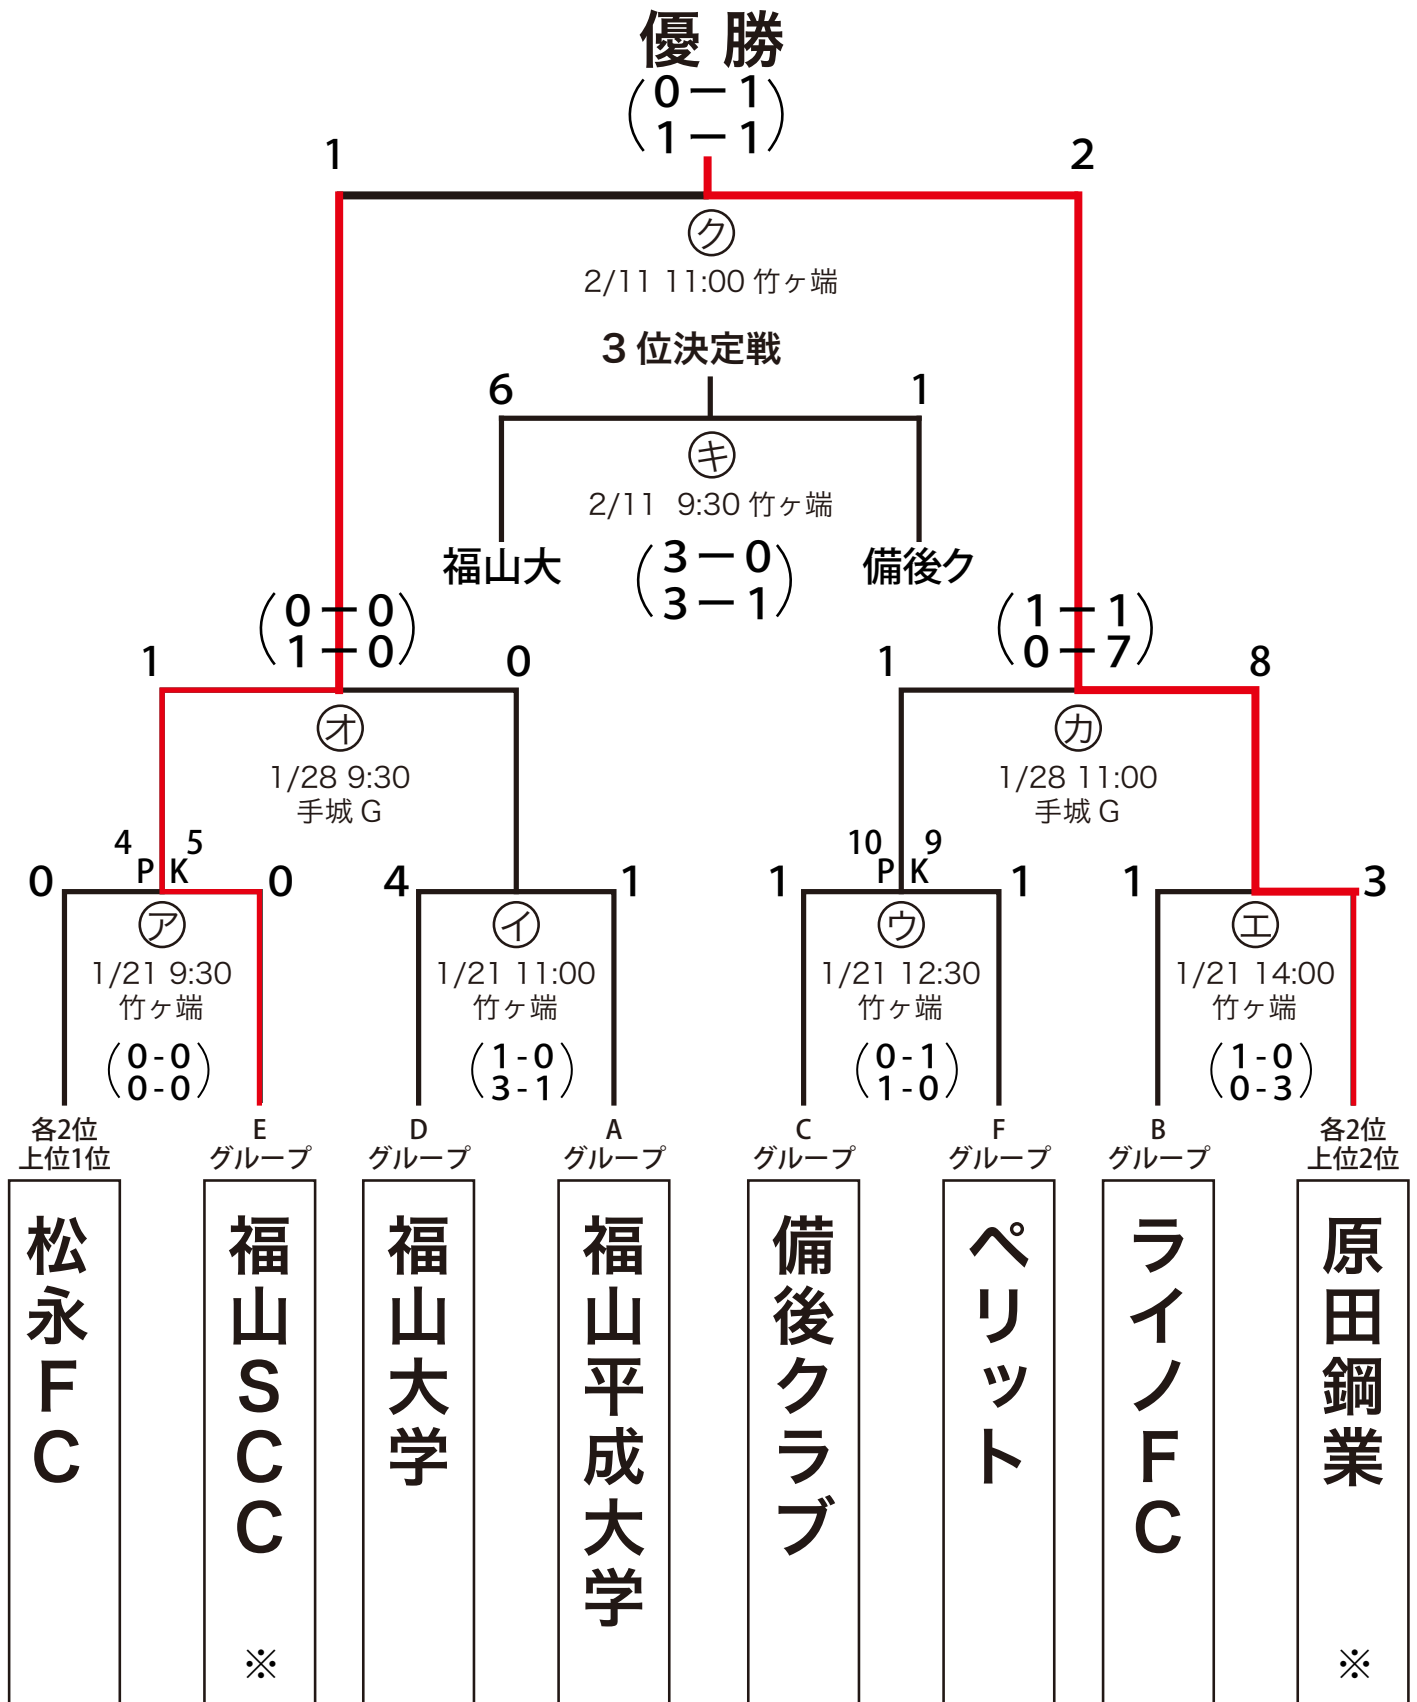 優 勝
0 ー 1
1 ー 1
1
2
ク
2/11 11:00 竹ヶ端
3 位決定戦
6
1
キ
2/11 9:30 竹ヶ端
福山大
3 ー 0
3 ー 1
備後ク
0 ー 0
1 ー 0
1 ー 1
0 ー 7
1
0
1
8
オ
1/28 9:30
手城 G
カ
1/28 11:00
手城 G
4 PK 5
10 PK 9
0
0
4
1
1
1
1
3
ア
1/21 9:30
竹ヶ端
(0-0
0-0)
イ
1/21 11:00
竹ヶ端
(1-0
3-1)
ウ
1/21 12:30
竹ヶ端
(0-1
1-0)
エ
1/21 14:00
竹ヶ端
(1-0
0-3)
各2位
上位1位
E
グループ
D
グループ
A
グループ
C
グループ
F
グループ
B
グループ
各2位
上位2位
松永FC
福山SCC ※
福山大学
福山平成大学
備後クラブ
ペリット
ライノFC
原田鋼業 ※